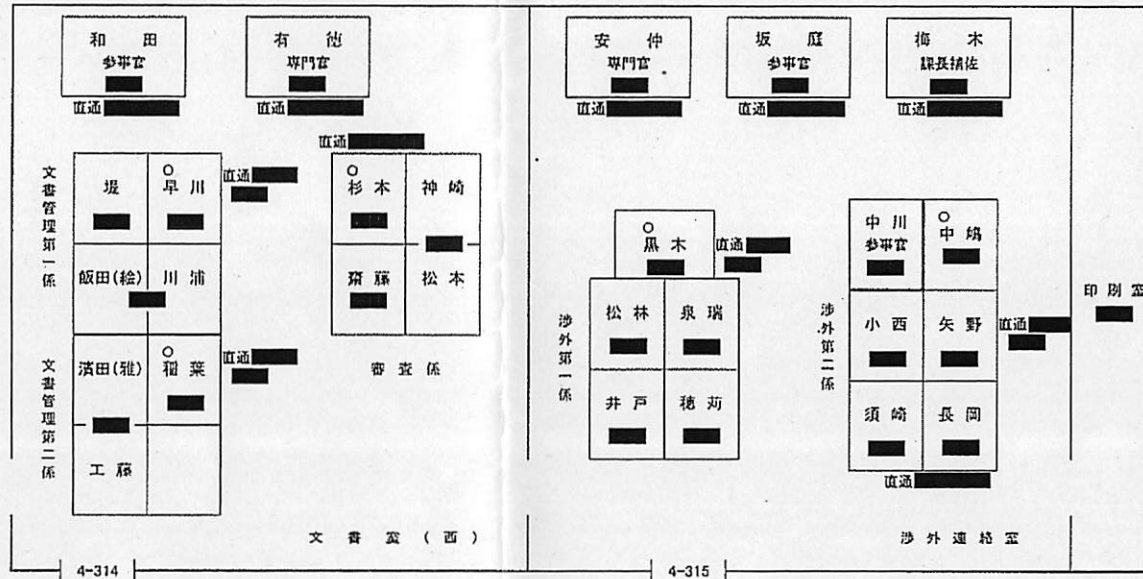 和田
参事官
直通
有徳
専門官
直通
安仲
専門官
直通
坂庭
参事官
直通
梅木
課長補佐
直通
文書管理第一係
堤
○
早川
直通
飯田(絵)
川浦
文書管理第二係
濱田(雅)
○
稲葉
直通
工藤
直通
○
杉木
神崎
齋藤
松本
審査係
文書室(西)
4-314
渉外第一係
○
黒木
直通
松林
泉瑞
井戸
穂苅
渉外第二係
中川
参事官
○
中嶋
小西
矢野
直通
須崎
長岡
直通
渉外連絡室
4-315
印刷室